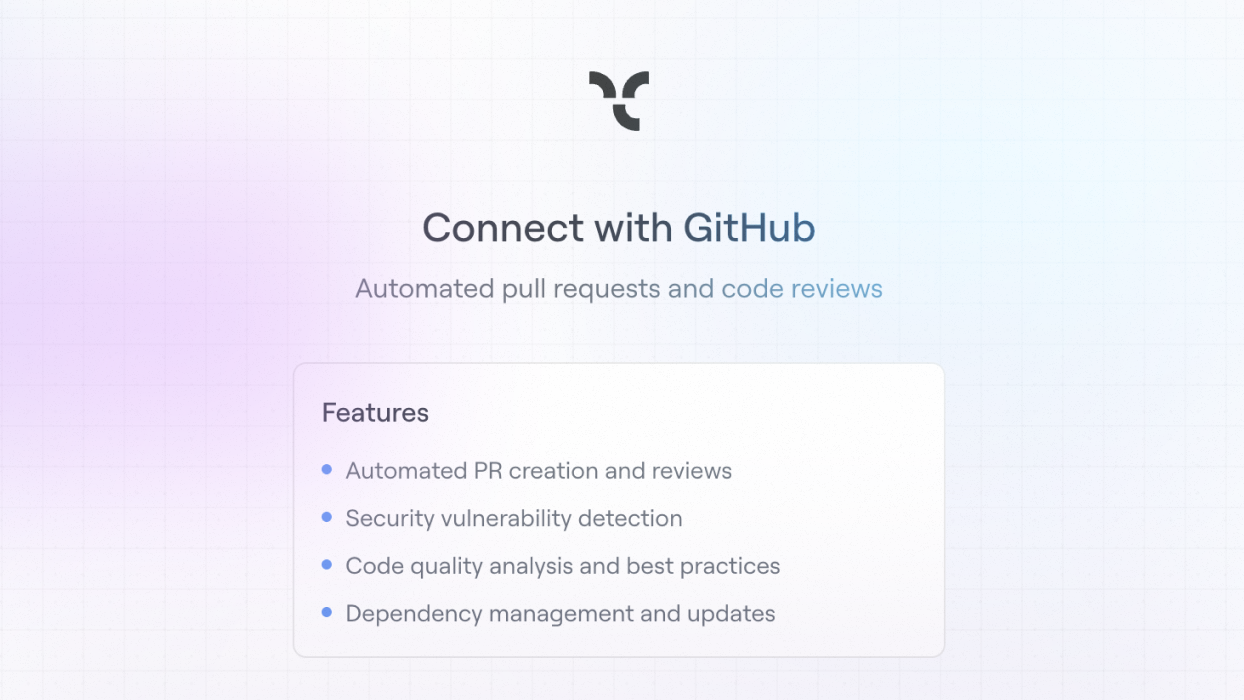 Connect with GitHub
Automated pull requests and code reviews
Features
Automated PR creation and reviews
Security vulnerability detection
Code quality analysis and best practices
Dependency management and updates